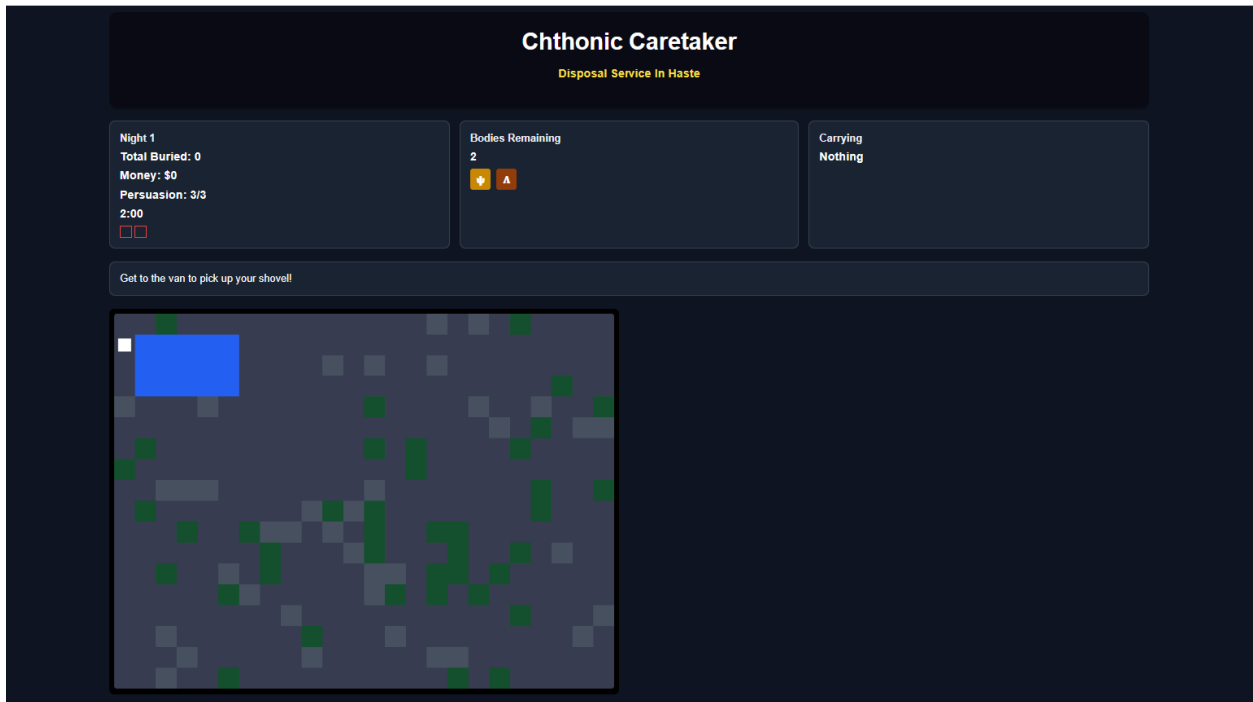 Chthonic Caretaker
Disposal Service In Haste
Night 1
Total Buried: 0
Money: $0
Persuasion: 3/3
2:00
Bodies Remaining
2
Carrying
Nothing
Get to the van to pick up your shovel!